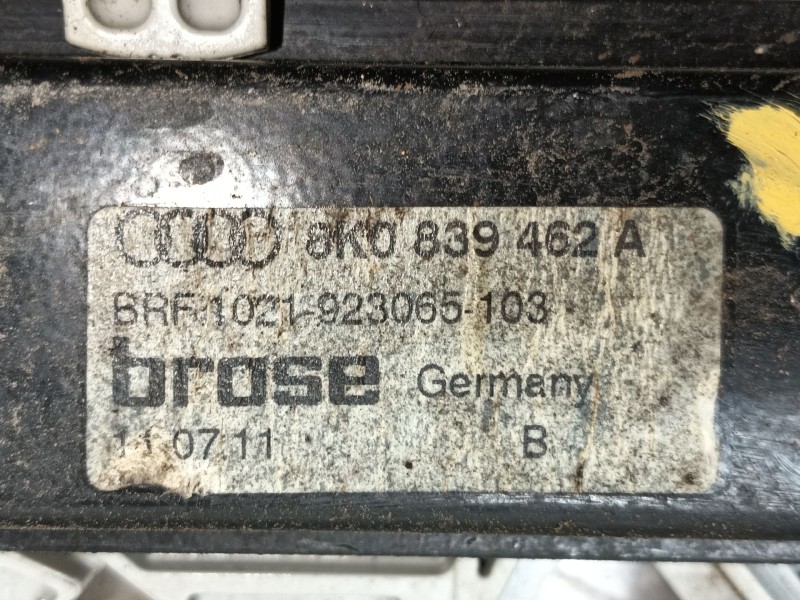 8K0 839 462 A
BRF 1021-923065-103
brose Germany
11.07.11 B